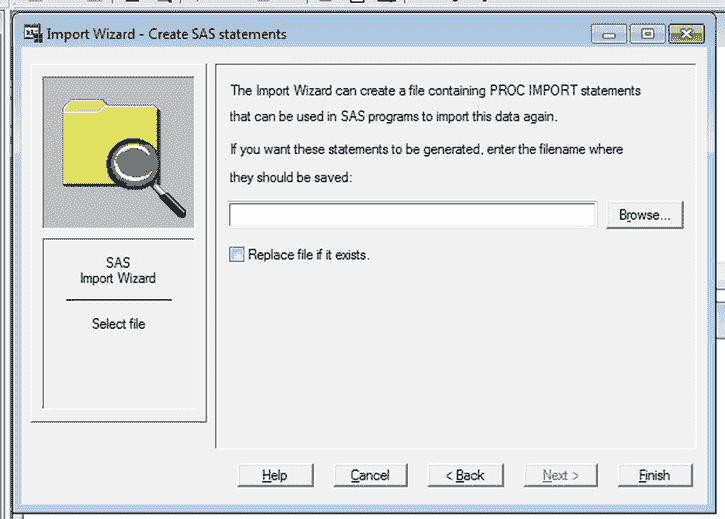 Import Wizard - Create SAS statements
The Import Wizard can create a file containing PROC IMPORT statements
that can be used in SAS programs to import this data again.
If you want these statements to be generated, enter the filename where
they should be saved:
Browse...
Replace file if it exists.
SAS
Import Wizard
Select file
Help
Cancel
< Back
Next >
Finish